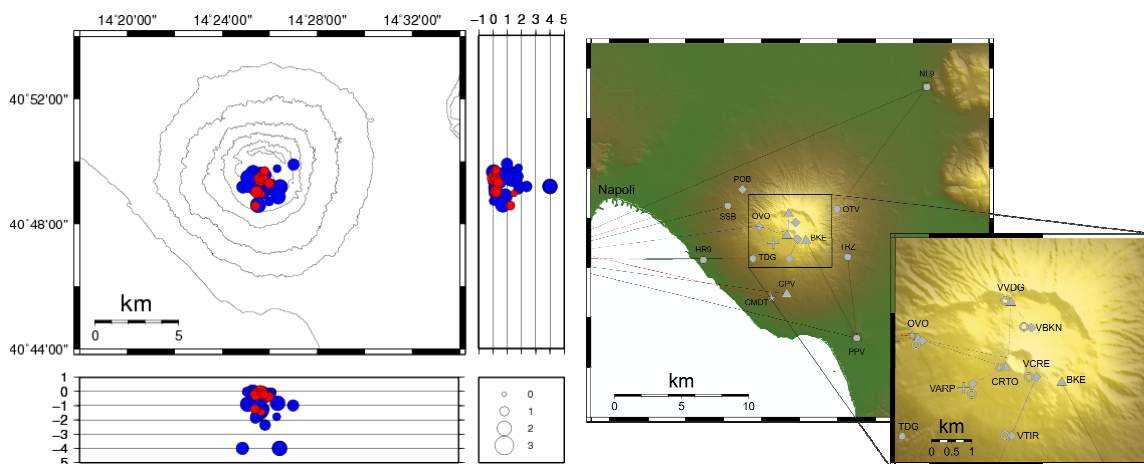 14˚20'00" 14˚24'00" 14˚28'00" 14˚32'00"
40˚52'00"
40˚48'00"
40˚44'00"
km
0 5
−1 0 1 2 3 4 5
1
0
−1
−2
−3
−4
5
0
1
2
3
NL9
POB
Napoli
SSB
OVO
OTV
BKE
HR9
TDG
TRZ
CPV
CMDT
PPV
km
0 5 10
VVDG
OVO
VBKN
VCRE
CRTO
BKE
VARP
TDG
VTIR
km
0 0.5 1